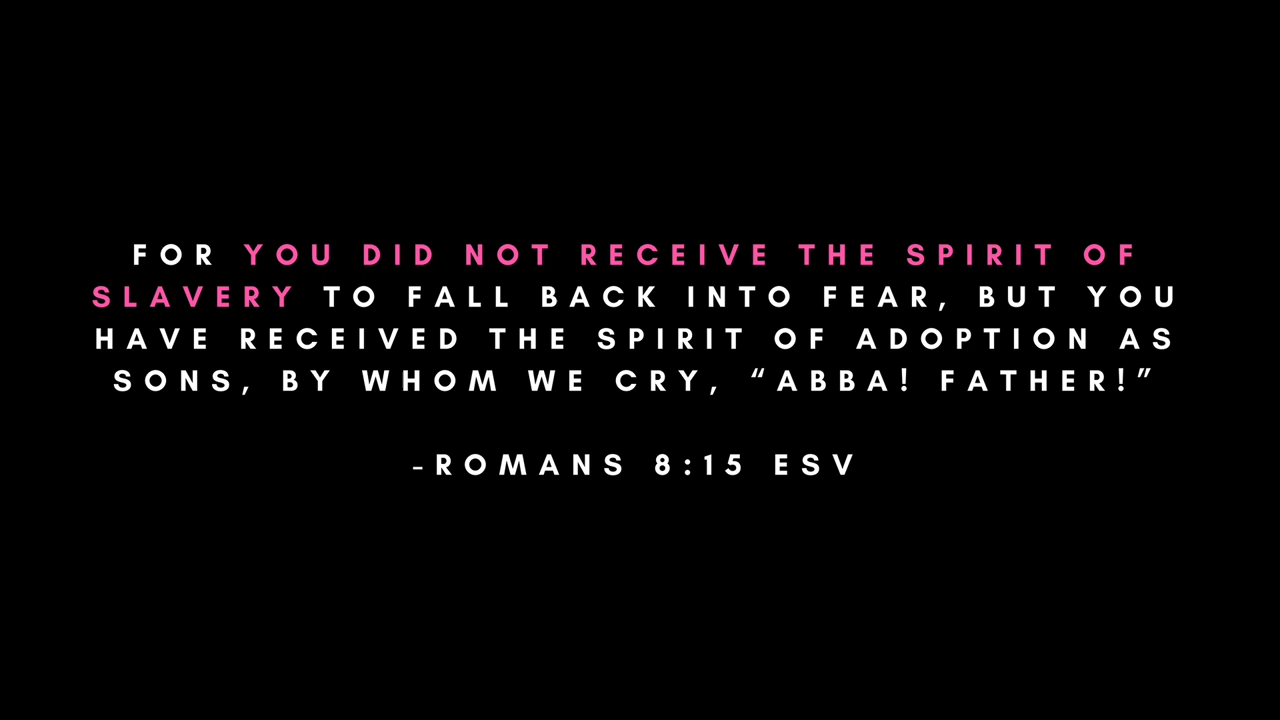 FOR YOU DID NOT RECEIVE THE SPIRIT OF
SLAVERY TO FALL BACK INTO FEAR, BUT YOU
HAVE RECEIVED THE SPIRIT OF ADOPTION AS
SONS, BY WHOM WE CRY, “ABBA! FATHER!”
-ROMANS 8:15 ESV